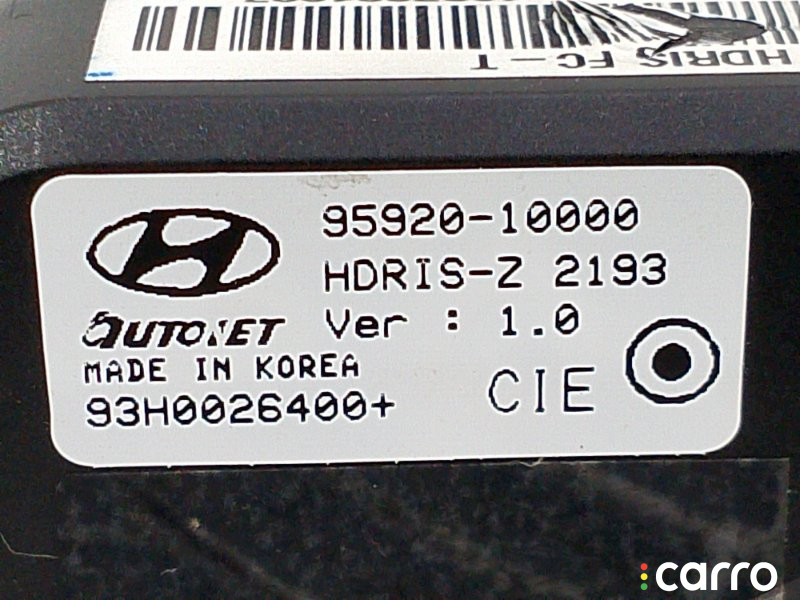 HDRIS FC-T
95920-10000
HDRIS-Z 2193
AUTONET Ver : 1.0
MADE IN KOREA
93H0026400+ CIE
carro